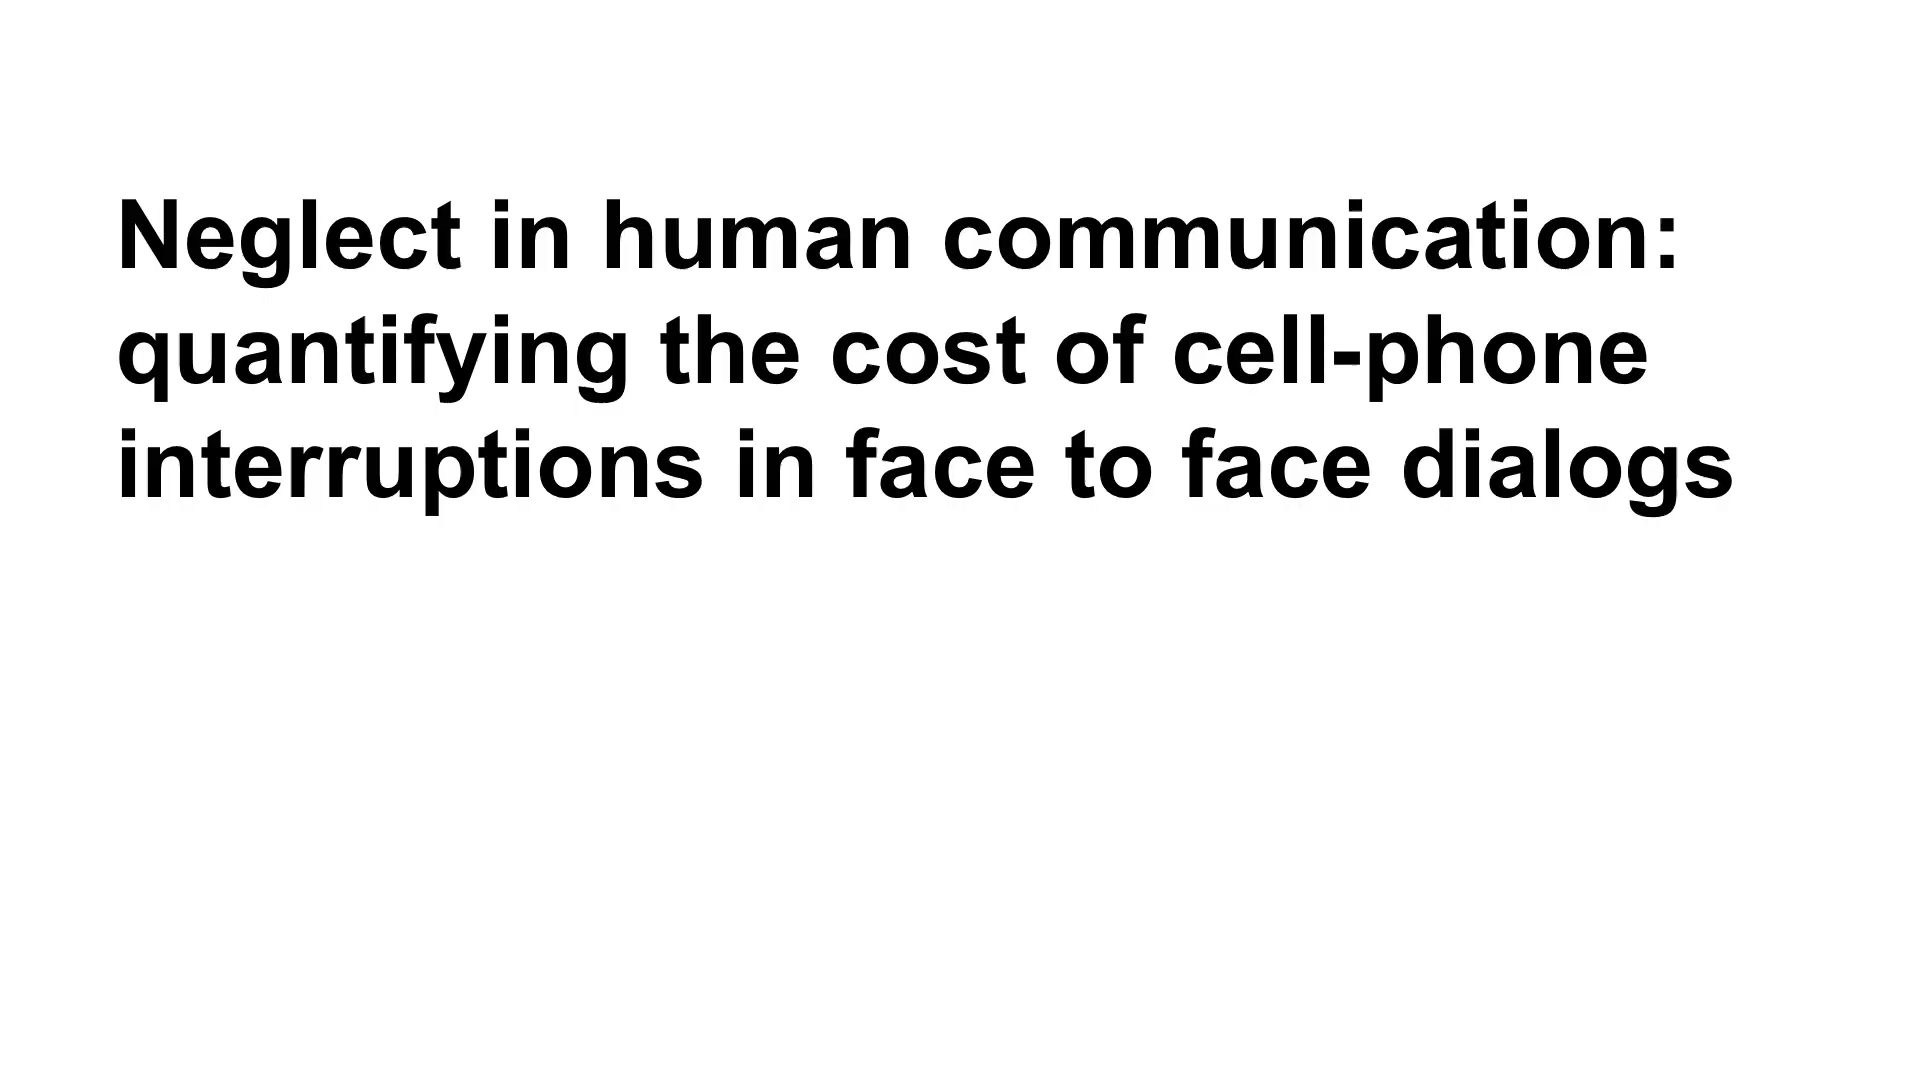 Neglect in human communication:
quantifying the cost of cell-phone
interruptions in face to face dialogs